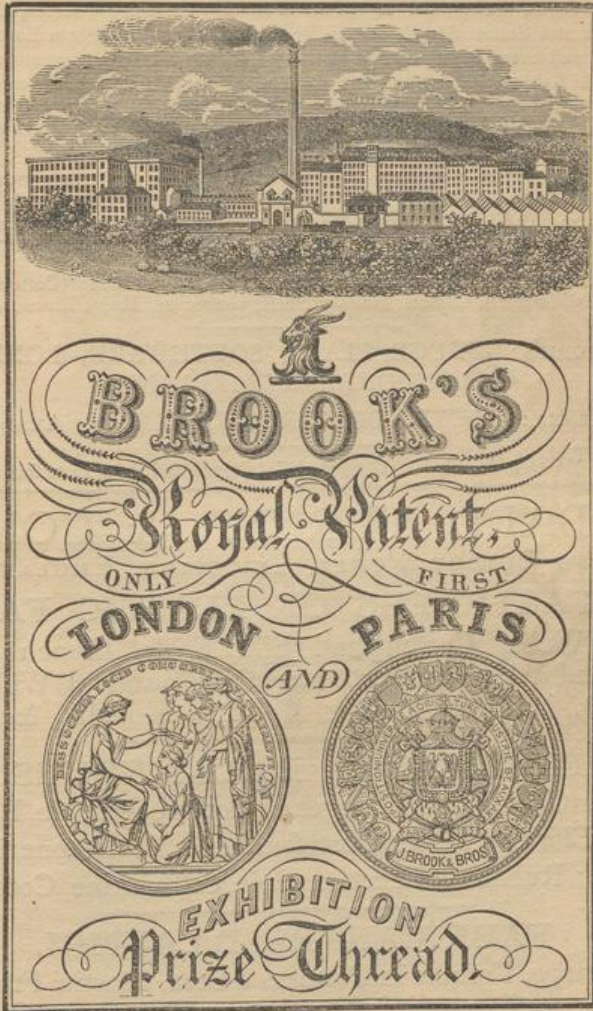 BROOK'S
Royal Patent,
ONLY FIRST
LONDON PARIS
AND
J. BROOK & BROS
EXHIBITION
Prize Thread.